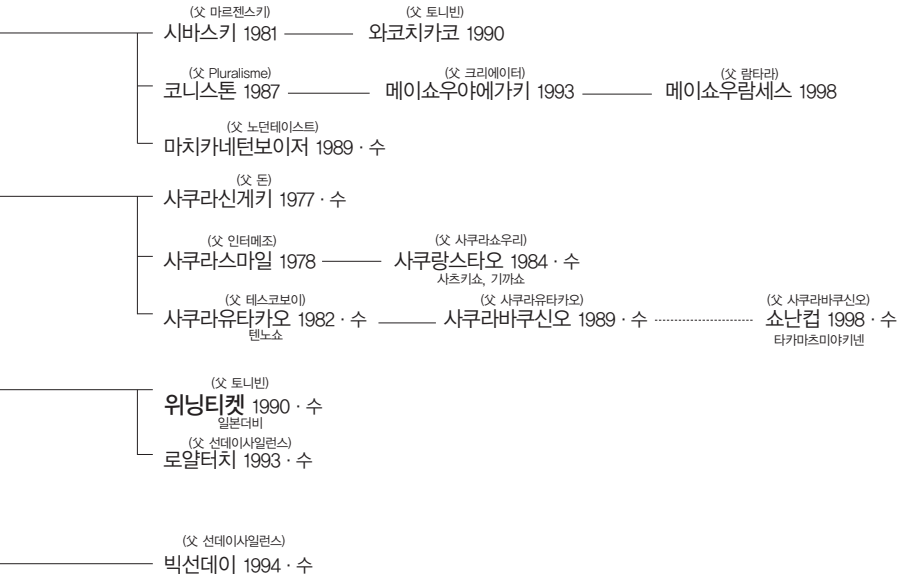 (父 마르젠스키) (父 토니빈)
시바스키 1981 와코치카코 1990
(父 Pluralisme) (父 크리에이터) (父 람타라)
코니스톤 1987 메이쇼우야에가키 1993 메이쇼우람세스 1998
(父 노던테이스트)
마치카네턴보이저 1989 · 수
(父 돈)
사쿠라신게키 1977 · 수
(父 인터메조) (父 사쿠라쇼우리)
사쿠라스마일 1978 사쿠랑스타오 1984 · 수
사츠키쇼, 기까쇼
(父 테스코보이) (父 사쿠라유타카오) (父 사쿠라바쿠신오)
사쿠라유타카오 1982 · 수 사쿠라바쿠신오 1989 · 수 쇼난컵 1998 · 수
텐노쇼 타카마츠미야키넨
(父 토니빈)
위닝티켓 1990 · 수
일본더비
(父 선데이사일런스)
로얄터치 1993 · 수
(父 선데이사일런스)
빅선데이 1994 · 수